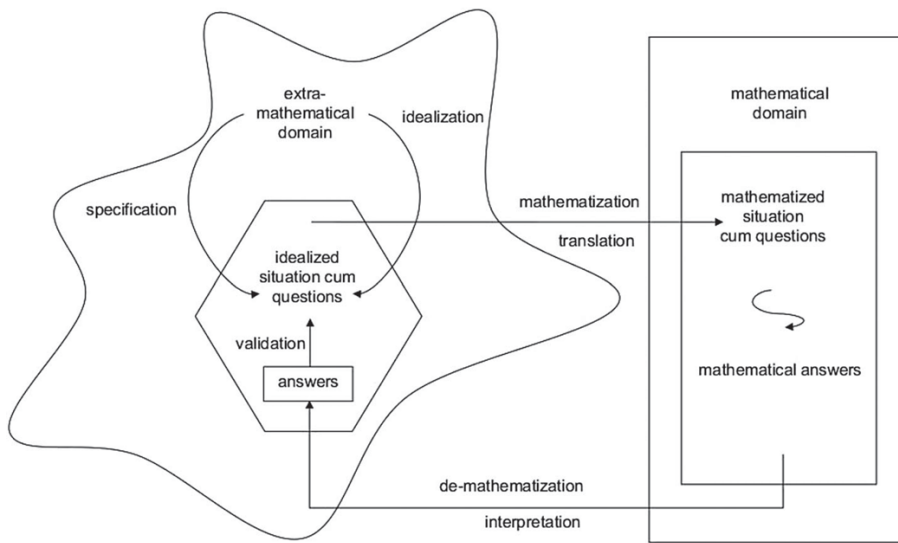 extra-
mathematical
domain
idealization
specification
idealized
situation cum
questions
validation
answers
mathematization
translation
mathematical
domain
mathematized
situation
cum questions
mathematical answers
de-mathematization
interpretation